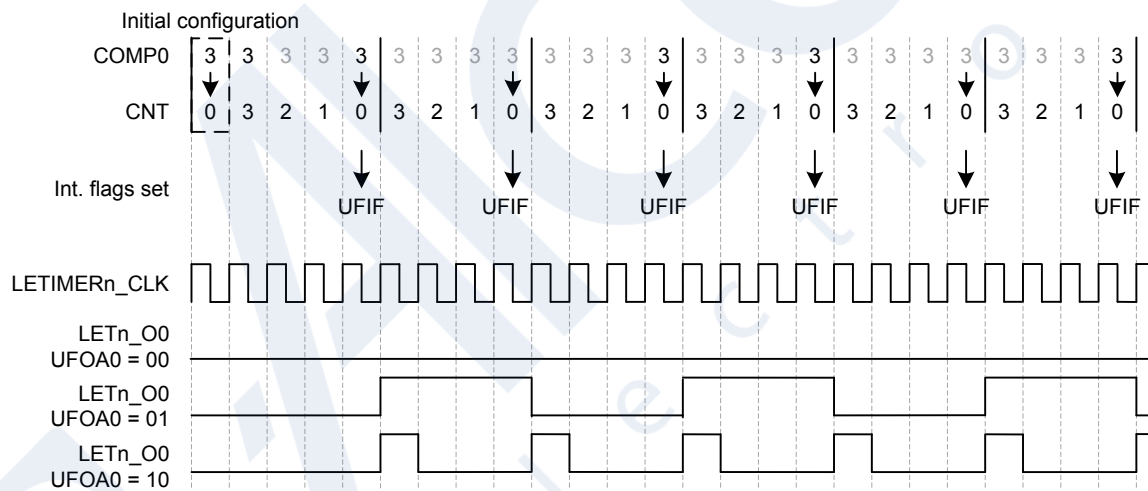 Initial configuration
COMP0 3 3 3 3 3 3 3 3 3 3 3 3 3 3 3 3 3 3 3 3 3 3 3 3 3
CNT 0 3 2 1 0 3 2 1 0 3 2 1 0 3 2 1 0 3 2 1 0 3 2 1 0
Int. flags set
UFIF UFIF UFIF UFIF UFIF UFIF
LETIMERn_CLK
LETn_O0
UFOA0 = 00
LETn_O0
UFOA0 = 01
LETn_O0
UFOA0 = 10
e c t r o